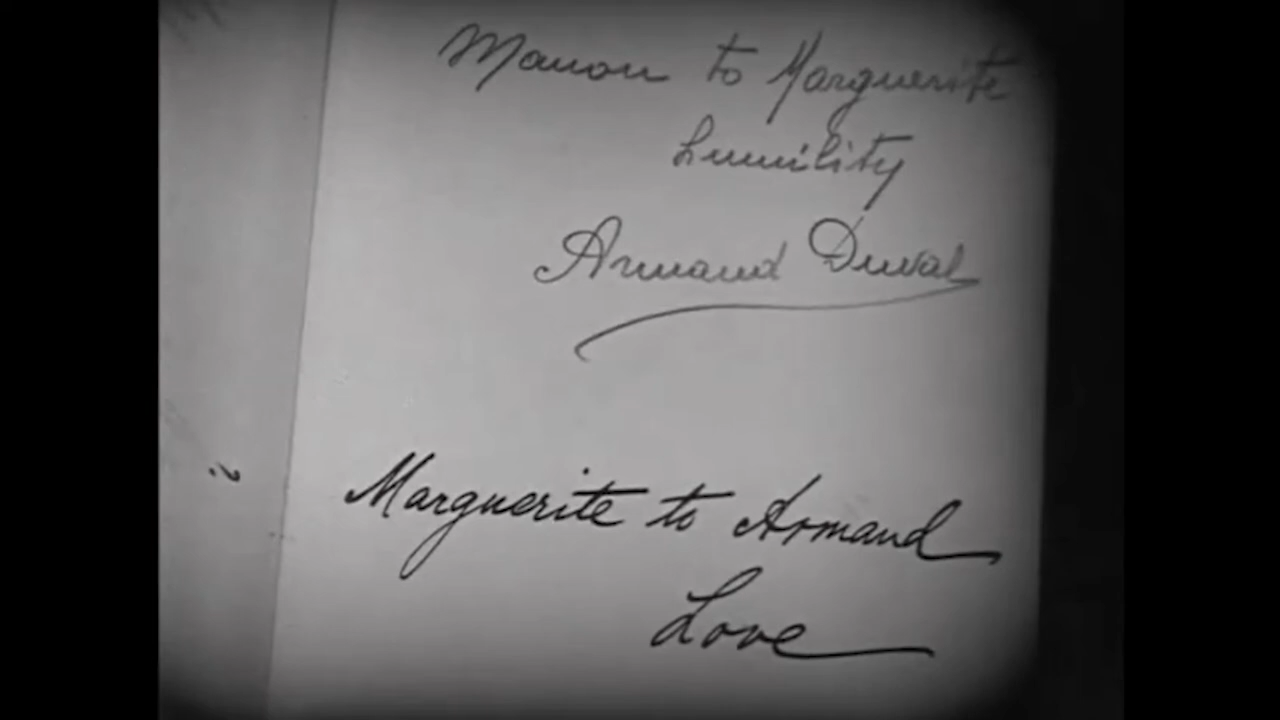 Manon to Marguerite
humility
Armand Duval
Marguerite to Armand
Love